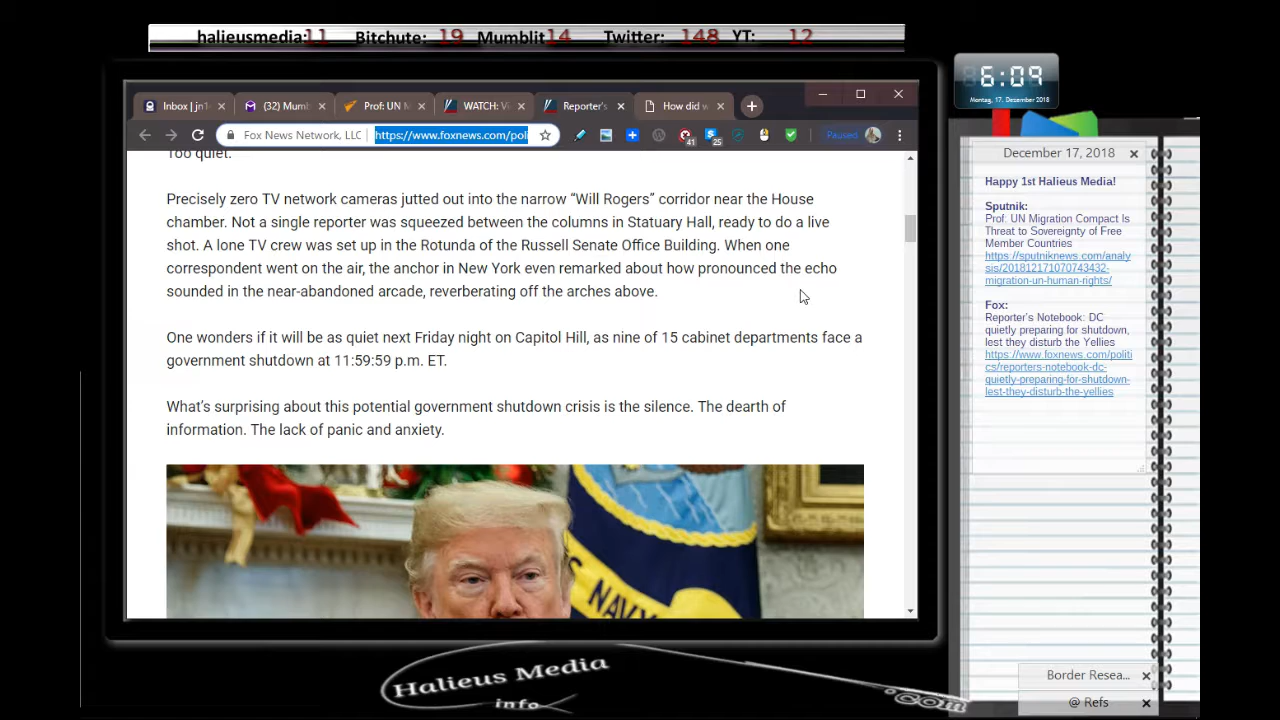 halieusmedia: 11 Bitchute: 19 Mumblit 14 Twitter: 148 YT: 12
6:09
Montag, 17. Dezember 2018
Inbox | jn1 × (32) Mum × Prof: UN M × WATCH: Vi × Reporter's × How did w ×
Fox News Network, LLC | https://www.foxnews.com/poli
41 25 Paused
Too quiet.
Precisely zero TV network cameras jutted out into the narrow “Will Rogers” corridor near the House
chamber. Not a single reporter was squeezed between the columns in Statuary Hall, ready to do a live
shot. A lone TV crew was set up in the Rotunda of the Russell Senate Office Building. When one
correspondent went on the air, the anchor in New York even remarked about how pronounced the echo
sounded in the near-abandoned arcade, reverberating off the arches above.
One wonders if it will be as quiet next Friday night on Capitol Hill, as nine of 15 cabinet departments face a
government shutdown at 11:59:59 p.m. ET.
What's surprising about this potential government shutdown crisis is the silence. The dearth of
information. The lack of panic and anxiety.
NAVY
December 17, 2018
Happy 1st Halieus Media!
Sputnik:
Prof: UN Migration Compact Is
Threat to Sovereignty of Free
Member Countries
https://sputniknews.com/analy
sis/201812171070743432-
migration-un-human-rights/
Fox:
Reporter's Notebook: DC
quietly preparing for shutdown,
lest they disturb the Yellies
https://www.foxnews.com/politi
cs/reporters-notebook-dc-
quietly-preparing-for-shutdown-
lest-they-disturb-the-yellies
Border Resea...
@ Refs
Halieus Media
info
.com